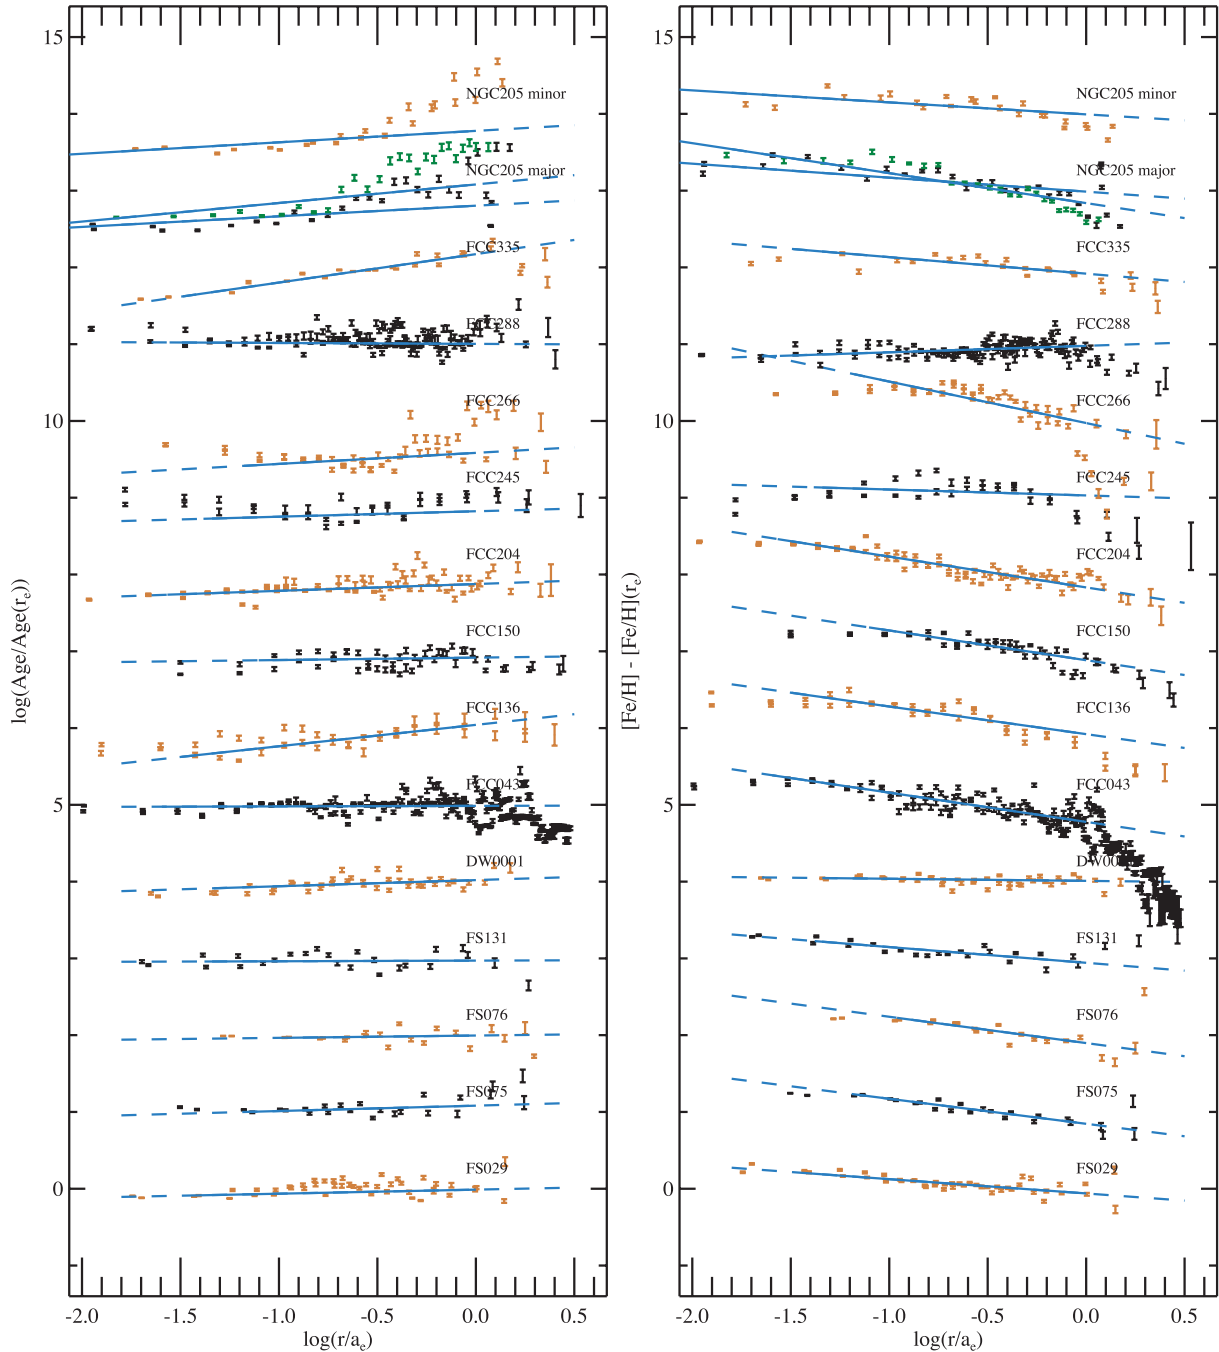 15
10
5
0
log(Age/Age(r_e))
NGC205 minor
NGC205 major
FCC335
FCC288
FCC266
FCC245
FCC204
FCC150
FCC136
FCC043
DW0001
FS131
FS076
FS075
FS029
-2.0 -1.5 -1.0 -0.5 0.0 0.5
log(r/a_e)
15
10
5
0
[Fe/H] - [Fe/H](r_e)
NGC205 minor
NGC205 major
FCC335
FCC288
FCC266
FCC245
FCC204
FCC150
FCC136
FCC043
FS131
FS076
FS075
FS029
-2.0 -1.5 -1.0 -0.5 0.0 0.5
log(r/a_e)